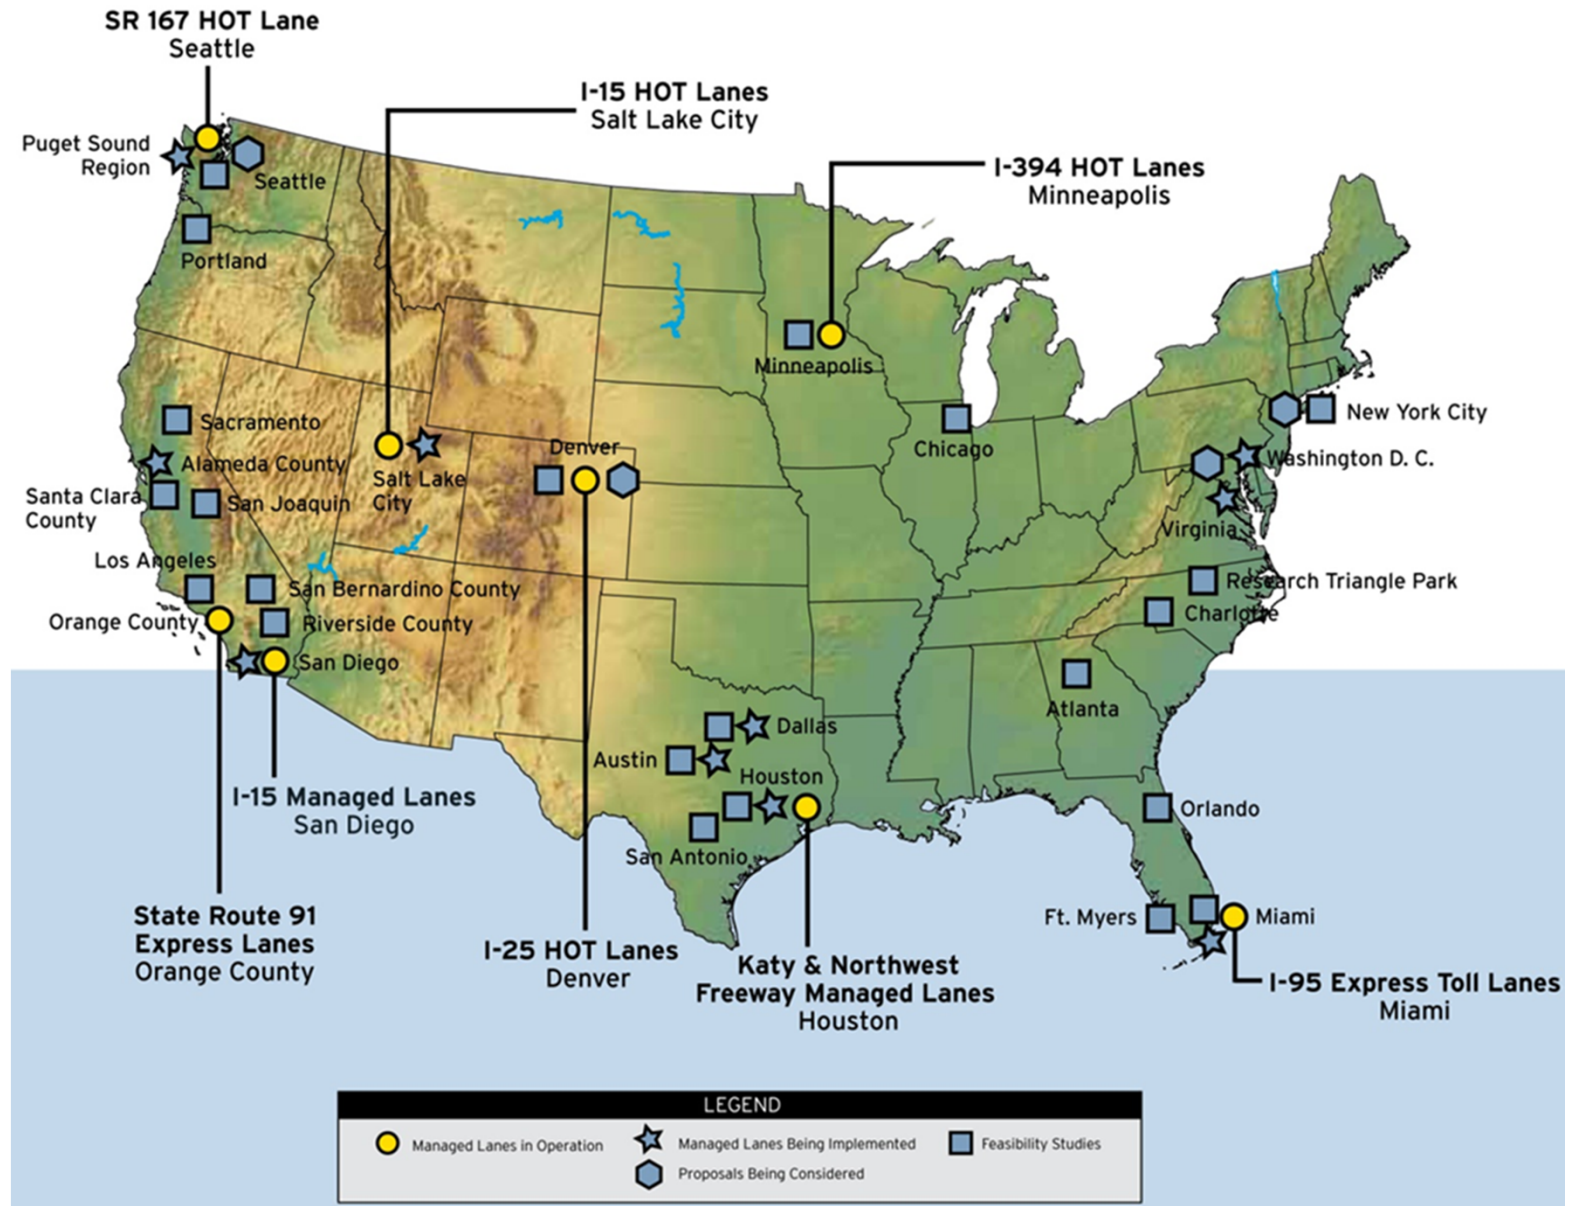 SR 167 HOT Lane
Seattle
I-15 HOT Lanes
Salt Lake City
I-394 HOT Lanes
Minneapolis
Puget Sound
Region
Seattle
Portland
Minneapolis
Sacramento
Alameda County
Santa Clara
County
San Joaquin
Salt Lake
City
Denver
Chicago
New York City
Washington D. C.
Virginia
Los Angeles
San Bernardino County
Orange County
Riverside County
San Diego
Research Triangle Park
Charlotte
Atlanta
Dallas
Austin
Houston
San Antonio
Orlando
Ft. Myers
Miami
I-15 Managed Lanes
San Diego
State Route 91
Express Lanes
Orange County
I-25 HOT Lanes
Denver
Katy & Northwest
Freeway Managed Lanes
Houston
I-95 Express Toll Lanes
Miami
LEGEND
Managed Lanes in Operation
Managed Lanes Being Implemented
Feasibility Studies
Proposals Being Considered